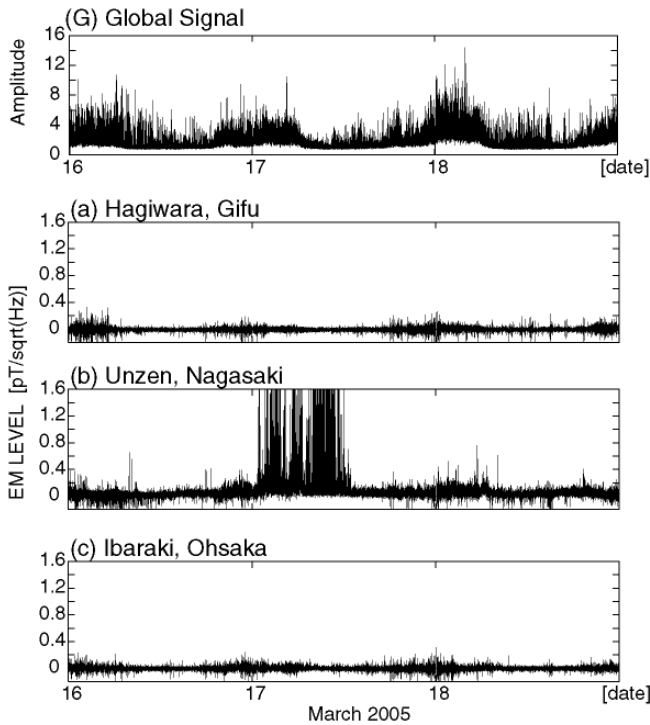 (G) Global Signal
Amplitude
16
12
8
4
0
16 17 18 [date]
(a) Hagiwara, Gifu
1.6
1.2
0.8
0.4
0
EM LEVEL [pT/sqrt(Hz)]
(b) Unzen, Nagasaki
1.6
1.2
0.8
0.4
0
(c) Ibaraki, Ohsaka
1.6
1.2
0.8
0.4
0
16 17 18 [date]
March 2005